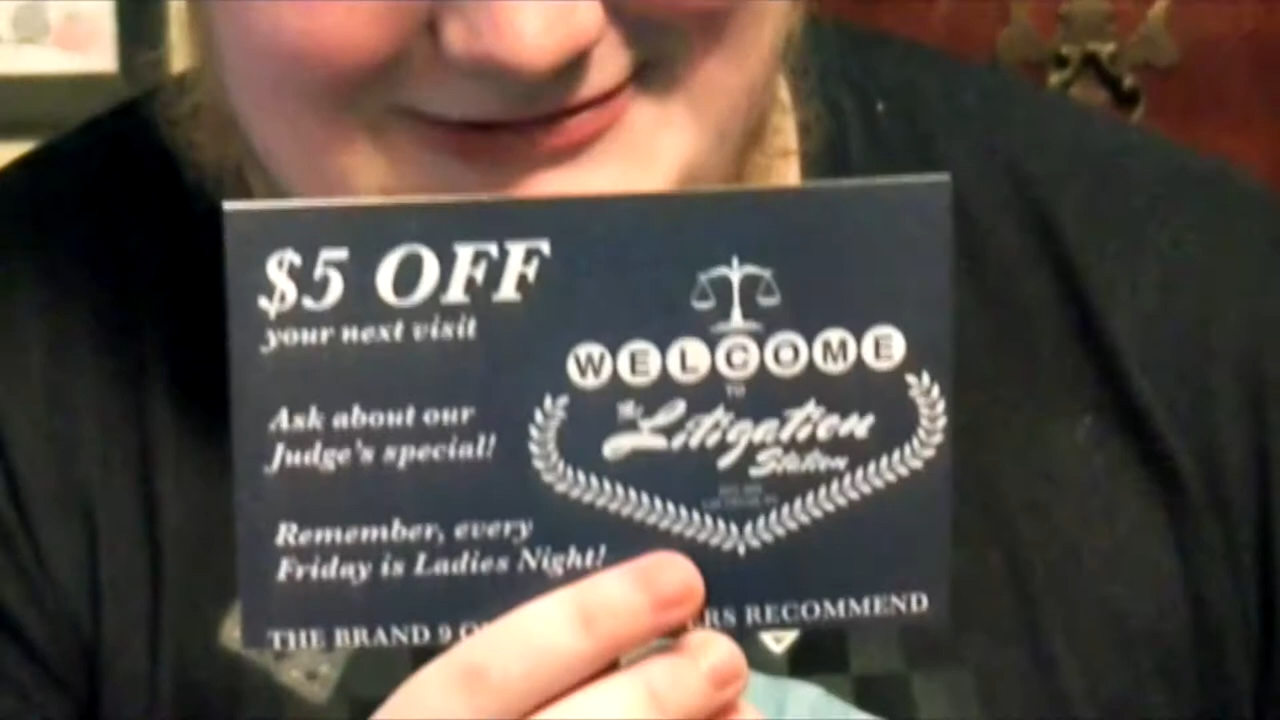 $5 OFF
your next visit
Ask about our
Judge's special!
Remember, every
Friday is Ladies Night!
WELCOME
TO
The
Litigation
Station
THE BRAND 9 RECOMMEND